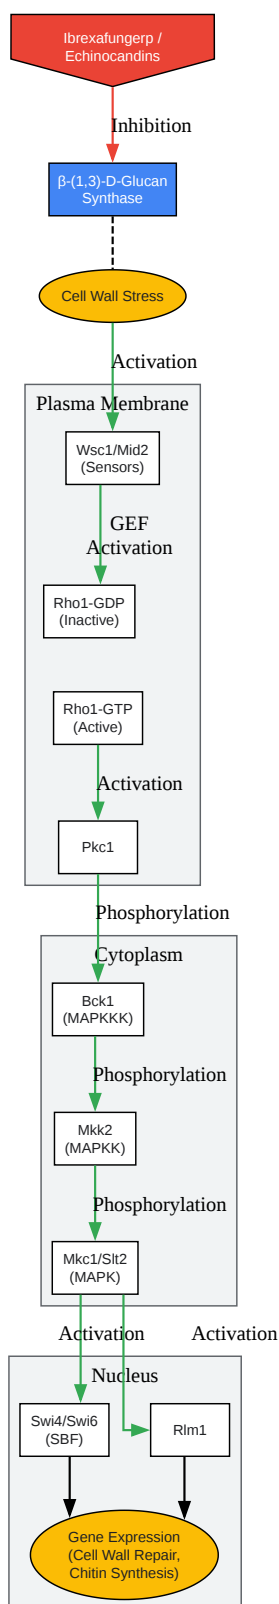 Ibrexafungerp /
Echinocandins
Inhibition
β-(1,3)-D-Glucan
Synthase
Cell Wall Stress
Activation
Plasma Membrane
Wsc1/Mid2
(Sensors)
GEF
Activation
Rho1-GDP
(Inactive)
Rho1-GTP
(Active)
Activation
Pkc1
Phosphorylation
Cytoplasm
Bck1
(MAPKKK)
Phosphorylation
Mkk2
(MAPKK)
Phosphorylation
Mkc1/Slt2
(MAPK)
Activation
Activation
Nucleus
Swi4/Swi6
(SBF)
Rlm1
Gene Expression
(Cell Wall Repair,
Chitin Synthesis)